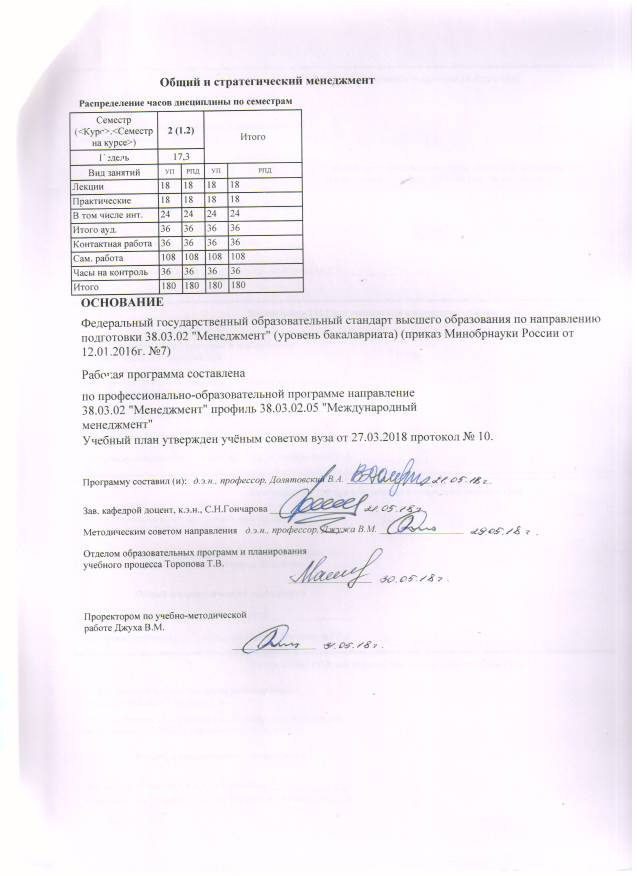 Общий и стратегический менеджмент
Распределение часов дисциплины по семестрам
Семестр (<Курс>.<Семестр на курсе>) 2 (1.2) Итого
Недель 17,3
Вид занятий УП РПД УП РПД
Лекции 18 18 18 18
Практические 18 18 18 18
В том числе инт. 24 24 24 24
Итого ауд. 36 36 36 36
Контактная работа 36 36 36 36
Сам. работа 108 108 108 108
Часы на контроль 36 36 36 36
Итого 180 180 180 180
ОСНОВАНИЕ
Федеральный государственный образовательный стандарт высшего образования по направлению
подготовки 38.03.02 "Менеджмент" (уровень бакалавриата) (приказ Минобрнауки России от
12.01.2016г. №7)
Рабочая программа составлена
по профессионально-образовательной программе направление
38.03.02 "Менеджмент" профиль 38.03.02.05 "Международный
менеджмент"
Учебный план утвержден учёным советом вуза от 27.03.2018 протокол № 10.
Программу составил (и): д.э.н., профессор, Долятовский В.А. 21.05.18г.
Зав. кафедрой доцент, к.э.н., С.Н.Гончарова 21.05.18г
Методическим советом направления д.э.н., профессор, Джужа В.М. 29.05.18г.
Отделом образовательных программ и планирования
учебного процесса Торопова Т.В.
30.05.18г.
Проректором по учебно-методической
работе Джуха В.М.
31.05.18г.